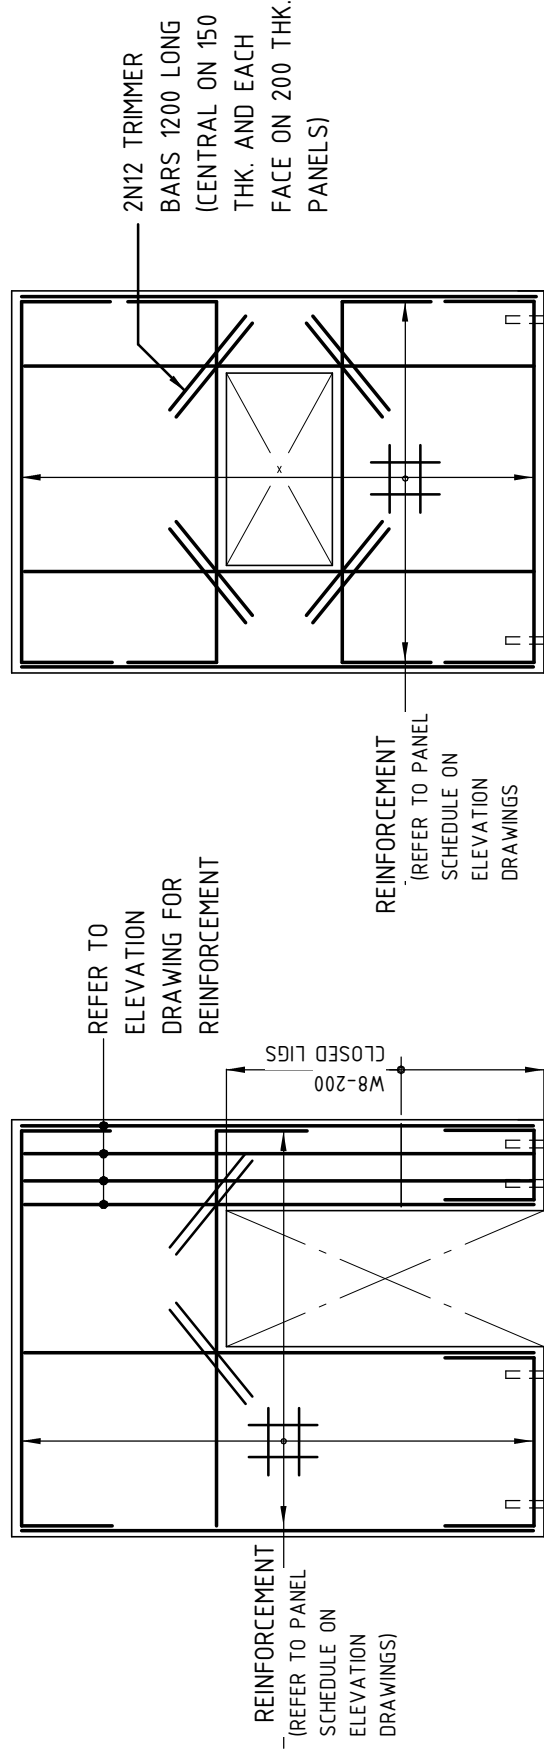 2N12 TRIMMER
BARS 1200 LONG
(CENTRAL ON 150
THK. AND EACH
FACE ON 200 THK.
PANELS)
REINFORCEMENT
(REFER TO PANEL
SCHEDULE ON
ELEVATION
DRAWINGS
REFER TO
ELEVATION
DRAWING FOR
REINFORCEMENT
W8-200
CLOSED LIGS
REINFORCEMENT
(REFER TO PANEL
SCHEDULE ON
ELEVATION
DRAWINGS)
x